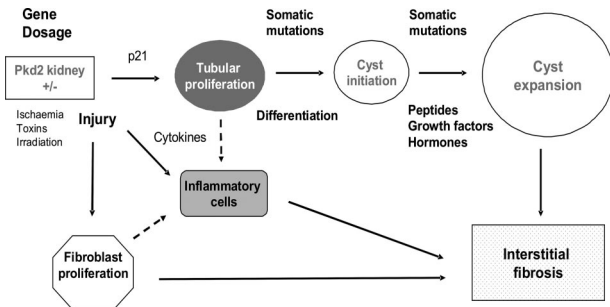 Gene
Dosage
Pkd2 kidney
+/-
p21
Tubular
proliferation
Somatic
mutations
Cyst
initiation
Somatic
mutations
Cyst
expansion
Ischaemia
Toxins
Irradiation
Injury
Cytokines
Differentiation
Peptides
Growth factors
Hormones
Inflammatory
cells
Fibroblast
proliferation
Interstitial
fibrosis